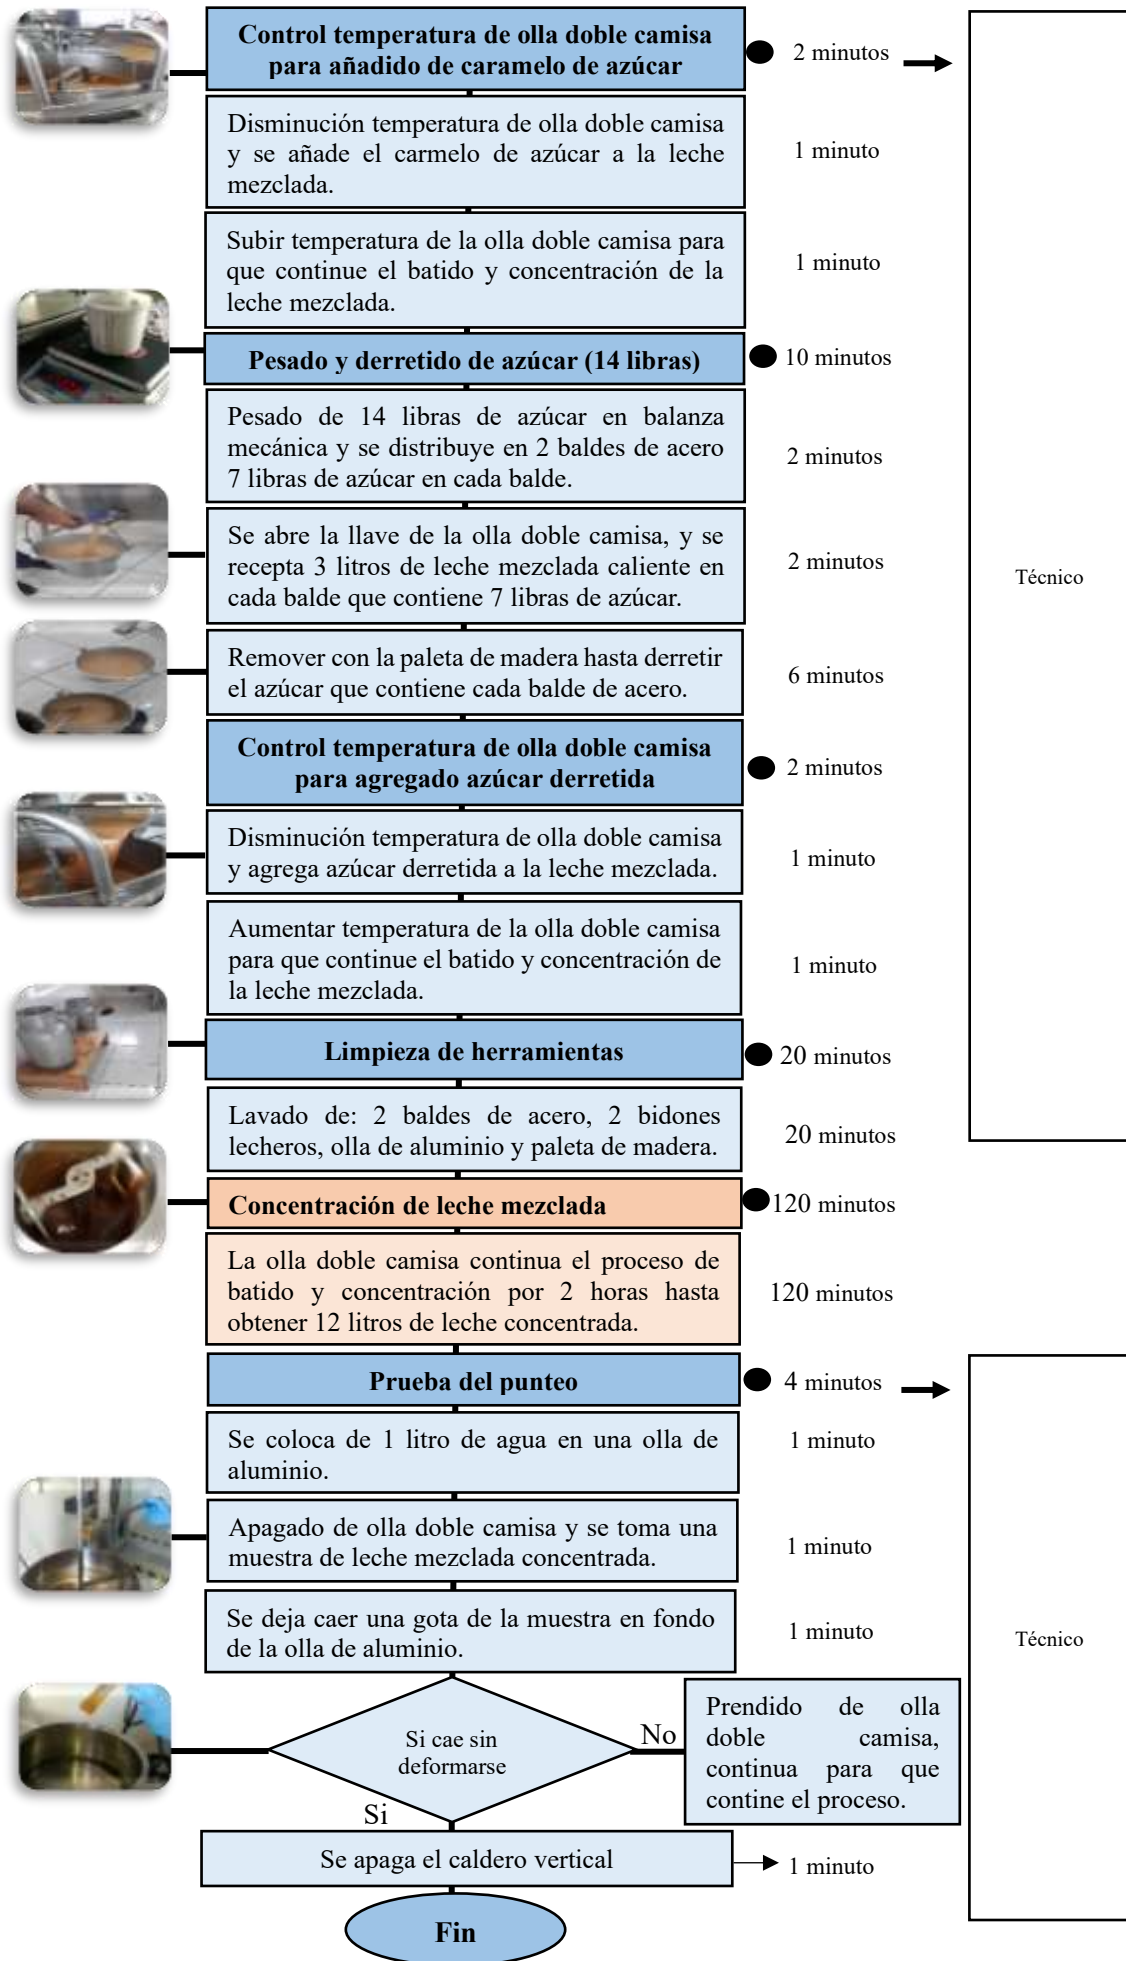 Control temperatura de olla doble camisa
para añadido de caramelo de azúcar
2 minutos
Disminución temperatura de olla doble camisa
y se añade el carmelo de azúcar a la leche
mezclada.
1 minuto
Subir temperatura de la olla doble camisa para
que continue el batido y concentración de la
leche mezclada.
1 minuto
Pesado y derretido de azúcar (14 libras)
10 minutos
Pesado de 14 libras de azúcar en balanza
mecánica y se distribuye en 2 baldes de acero
7 libras de azúcar en cada balde.
2 minutos
Se abre la llave de la olla doble camisa, y se
recepta 3 litros de leche mezclada caliente en
cada balde que contiene 7 libras de azúcar.
2 minutos
Técnico
Remover con la paleta de madera hasta derretir
el azúcar que contiene cada balde de acero.
6 minutos
Control temperatura de olla doble camisa
para agregado azúcar derretida
2 minutos
Disminución temperatura de olla doble camisa
y agrega azúcar derretida a la leche mezclada.
1 minuto
Aumentar temperatura de la olla doble camisa
para que continue el batido y concentración de
la leche mezclada.
1 minuto
Limpieza de herramientas
20 minutos
Lavado de: 2 baldes de acero, 2 bidones
lecheros, olla de aluminio y paleta de madera.
20 minutos
Concentración de leche mezclada
120 minutos
La olla doble camisa continua el proceso de
batido y concentración por 2 horas hasta
obtener 12 litros de leche concentrada.
120 minutos
Prueba del punteo
4 minutos
Se coloca de 1 litro de agua en una olla de
aluminio.
1 minuto
Apagado de olla doble camisa y se toma una
muestra de leche mezclada concentrada.
1 minuto
Se deja caer una gota de la muestra en fondo
de la olla de aluminio.
1 minuto
Técnico
Si cae sin
deformarse
No
Prendido de olla
doble camisa,
continua para que
contine el proceso.
Si
Se apaga el caldero vertical
1 minuto
Fin